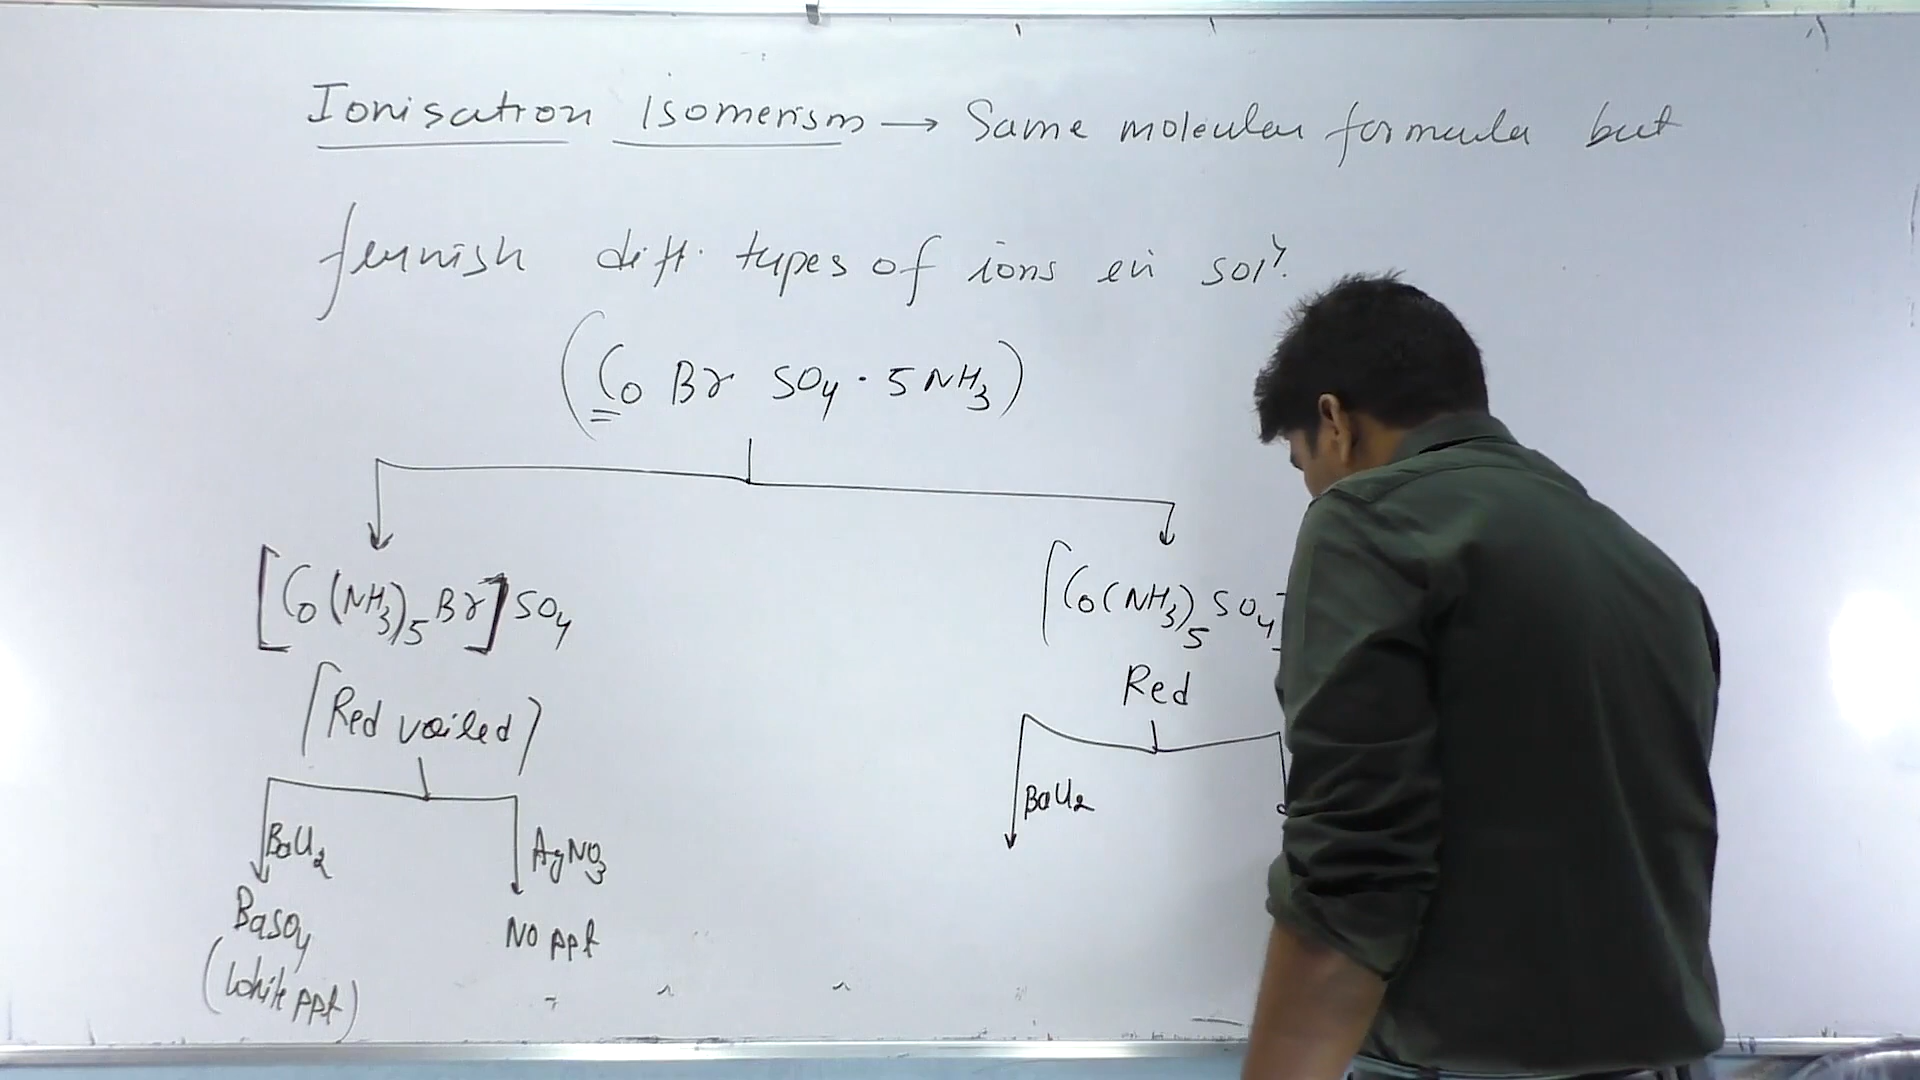 Ionisation isomerism → Same molecular formula but
furnish diff. types of ions in solⁿ.
(Co Br SO₄ · 5NH₃)
[Co(NH₃)₅Br]SO₄
[Co(NH₃)₅SO₄]
[Red voiled]
Red
BaCl₂
AgNO₃
BaCl₂
BaSO₄
(White ppt)
NO ppt